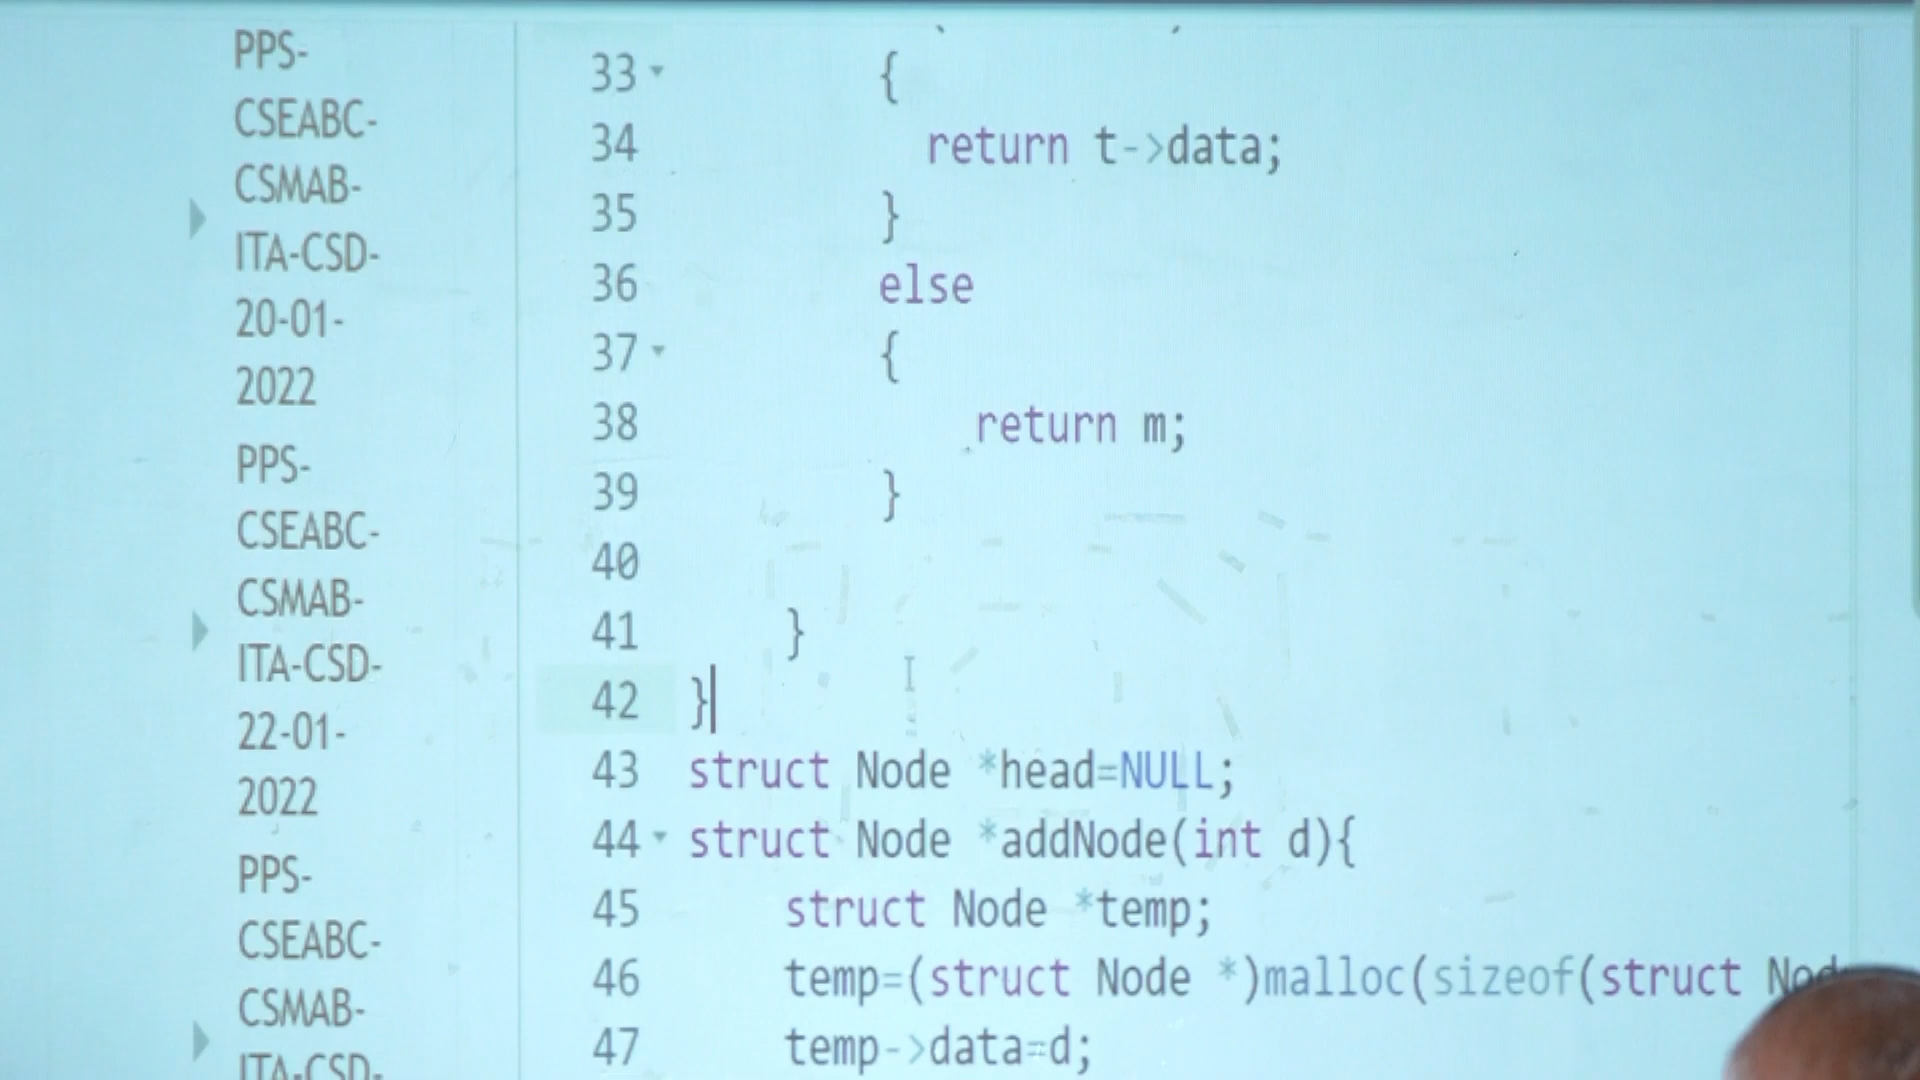 PPS-
CSEABC-
CSMAB-
ITA-CSD-
20-01-
2022
PPS-
CSEABC-
CSMAB-
ITA-CSD-
22-01-
2022
PPS-
CSEABC-
CSMAB-
ITA-CSD-
33 {
34 return t->data;
35 }
36 else
37 {
38 return m;
39 }
40
41 }
42 }
43 struct Node *head=NULL;
44 struct Node *addNode(int d){
45 struct Node *temp;
46 temp=(struct Node *)malloc(sizeof(struct Nod
47 temp->data=d;